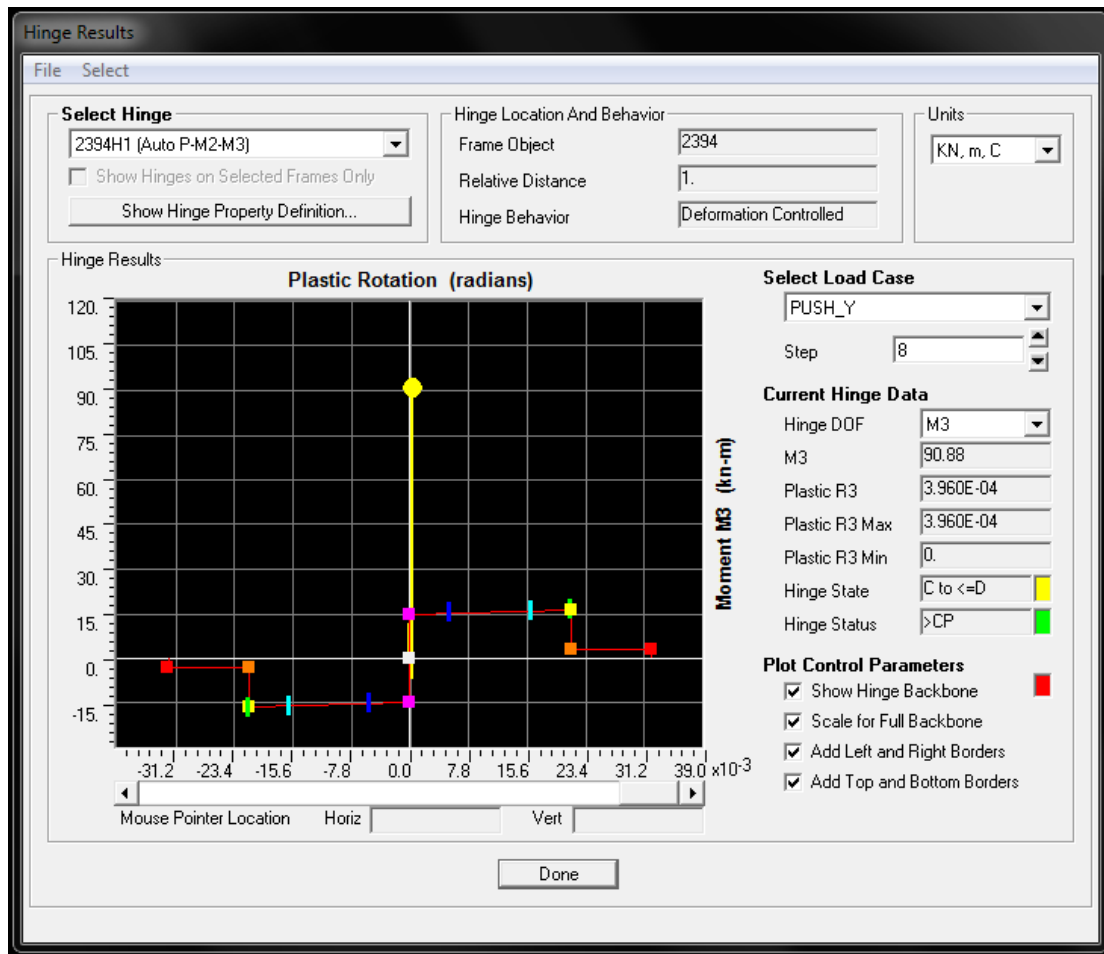 Hinge Results
File Select
Select Hinge
2394H1 (Auto P-M2-M3)
Show Hinges on Selected Frames Only
Show Hinge Property Definition...
Hinge Location And Behavior
Frame Object 2394
Relative Distance 1.
Hinge Behavior Deformation Controlled
Units
KN, m, C
Hinge Results
Plastic Rotation (radians)
120.
105.
90.
75.
60.
45.
30.
15.
0.
-15.
-31.2 -23.4 -15.6 -7.8 0.0 7.8 15.6 23.4 31.2 39.0 x10-3
Moment M3 (kn-m)
Mouse Pointer Location Horiz Vert
Select Load Case
PUSH_Y
Step 8
Current Hinge Data
Hinge DOF M3
M3 90.88
Plastic R3 3.960E-04
Plastic R3 Max 3.960E-04
Plastic R3 Min 0.
Hinge State C to <=D
Hinge Status >CP
Plot Control Parameters
Show Hinge Backbone
Scale for Full Backbone
Add Left and Right Borders
Add Top and Bottom Borders
Done